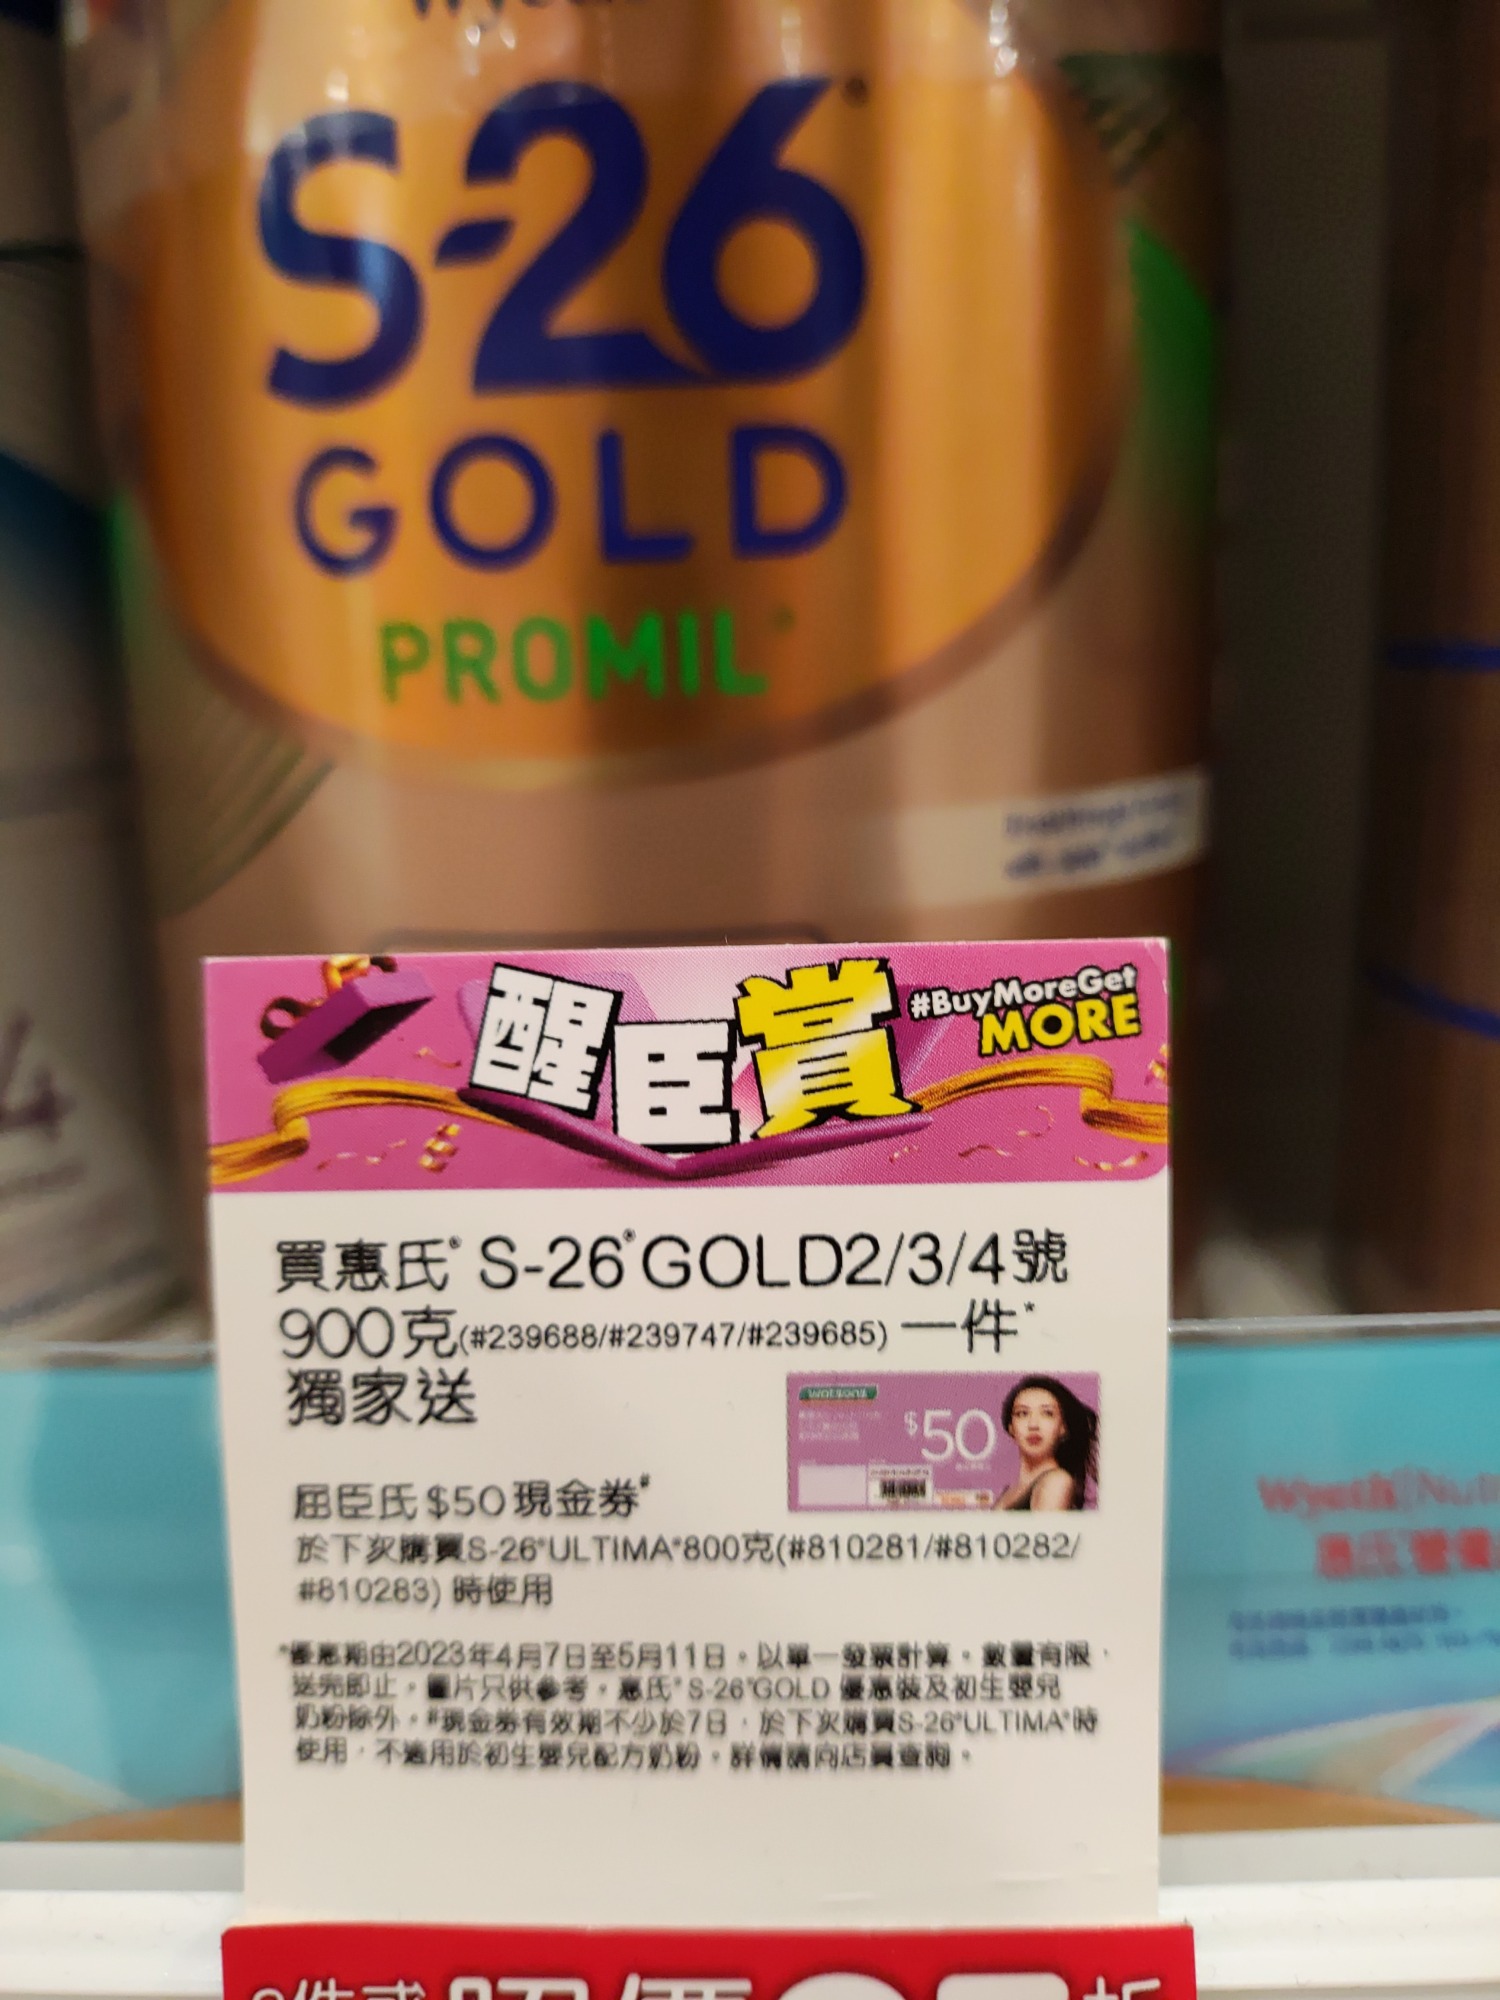 S-26
GOLD
PROMIL
醒臣賞
#BuyMoreGet
MORE
買惠氏® S-26®GOLD2/3/4號
900克(#239688/#239747/#239685) 一件*
獨家送
watsons
$50
屈臣氏$50現金券#
於下次購買S-26®ULTIMA®800克(#810281/#810282/
#810283) 時使用
*優惠期由2023年4月7日至5月11日。以單一發票計算。數量有限，
送完即止。圖片只供參考。惠氏® S-26®GOLD 優惠裝及初生嬰兒
奶粉除外。#現金券有效期不少於7日，於下次購買S-26®ULTIMA®時
使用，不適用於初生嬰兒配方奶粉。詳情請向店員查詢。
Wyeth Nut
惠氏 營養